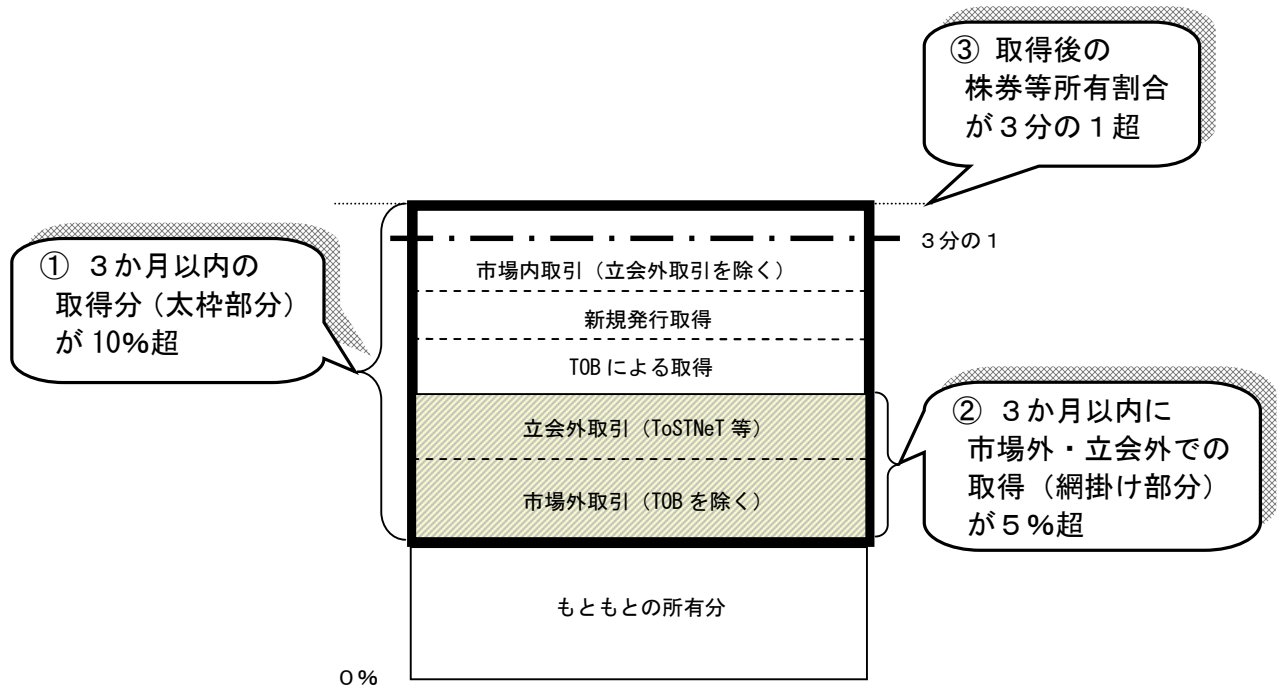 ③ 取得後の
株券等所有割合
が3分の1超
3分の1
① 3か月以内の
取得分（太枠部分）
が 10%超
市場内取引（立会外取引を除く）
新規発行取得
TOB による取得
立会外取引（ToSTNeT 等）
市場外取引（TOB を除く）
② 3か月以内に
市場外・立会外での
取得（網掛け部分）
が5%超
もともとの所有分
0%